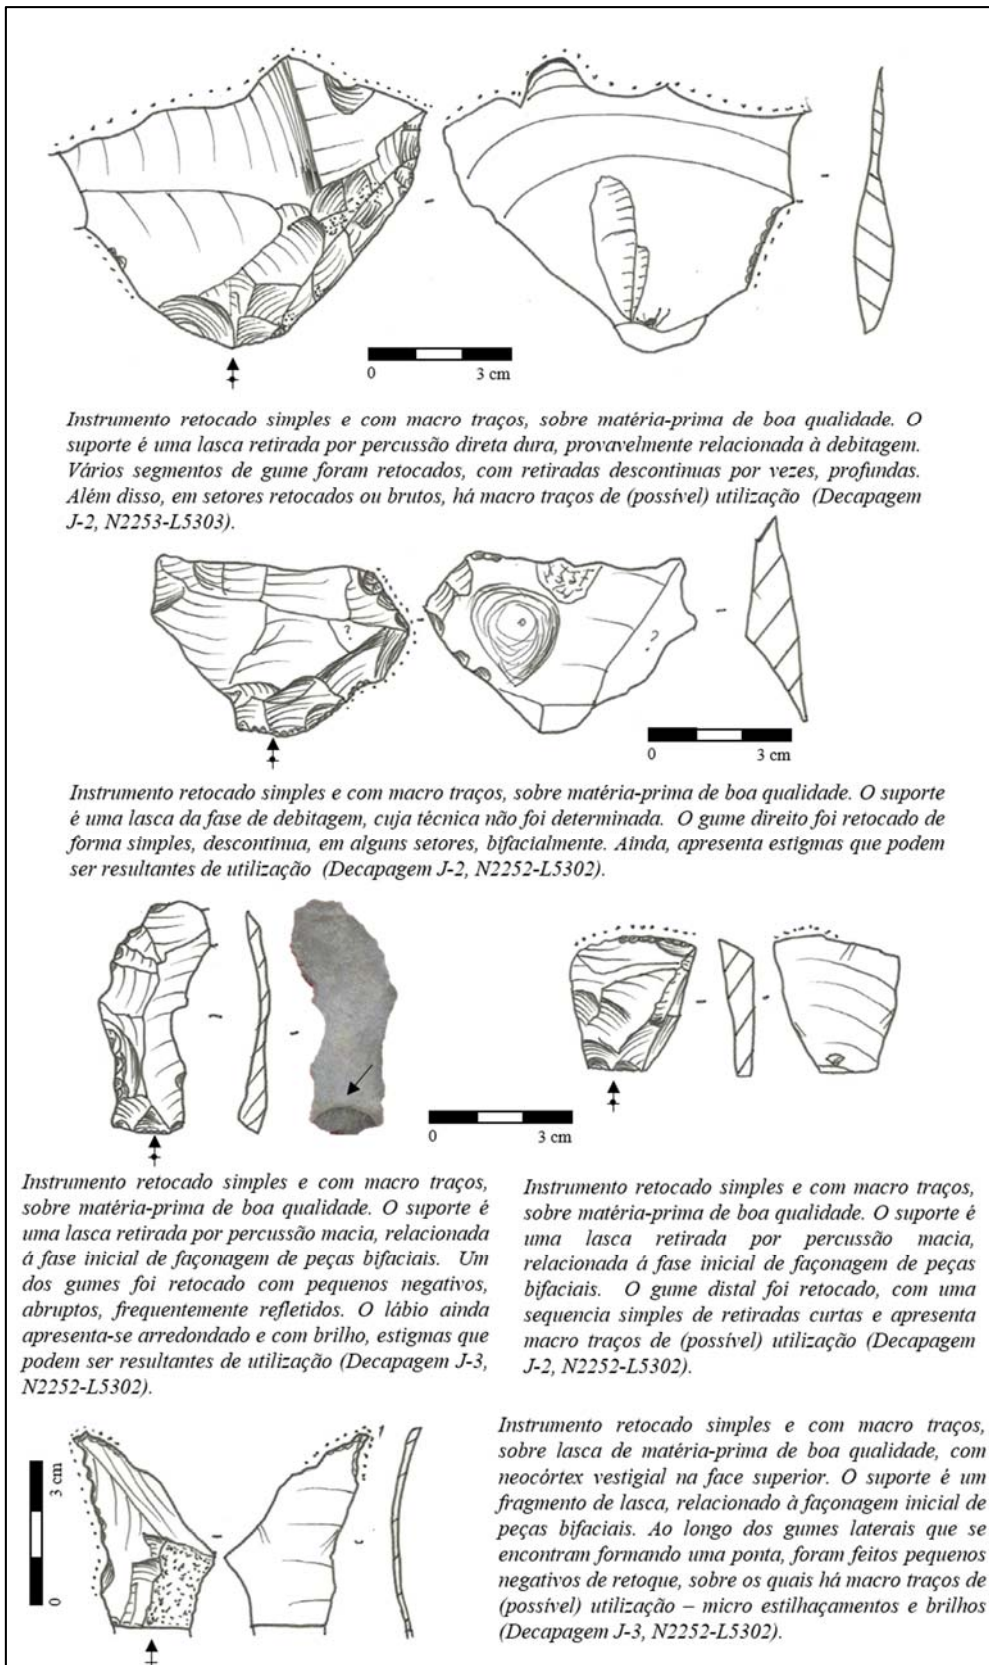 0 3 cm
Instrumento retocado simples e com macro traços, sobre matéria-prima de boa qualidade. O
suporte é uma lasca retirada por percussão direta dura, provavelmente relacionada à debitagem.
Vários segmentos de gume foram retocados, com retiradas descontinuas por vezes, profundas.
Além disso, em setores retocados ou brutos, há macro traços de (possível) utilização (Decapagem
J-2, N2253-L5303).
?
?
0 3 cm
Instrumento retocado simples e com macro traços, sobre matéria-prima de boa qualidade. O suporte
é uma lasca da fase de debitagem, cuja técnica não foi determinada. O gume direito foi retocado de
forma simples, descontinua, em alguns setores, bifacialmente. Ainda, apresenta estigmas que podem
ser resultantes de utilização (Decapagem J-2, N2252-L5302).
0 3 cm
Instrumento retocado simples e com macro traços,
sobre matéria-prima de boa qualidade. O suporte é
uma lasca retirada por percussão macia, relacionada
á fase inicial de façonagem de peças bifaciais. Um
dos gumes foi retocado com pequenos negativos,
abruptos, frequentemente refletidos. O lábio ainda
apresenta-se arredondado e com brilho, estigmas que
podem ser resultantes de utilização (Decapagem J-3,
N2252-L5302).
Instrumento retocado simples e com macro traços,
sobre matéria-prima de boa qualidade. O suporte é
uma lasca retirada por percussão macia,
relacionada á fase inicial de façonagem de peças
bifaciais. O gume distal foi retocado, com uma
sequencia simples de retiradas curtas e apresenta
macro traços de (possível) utilização (Decapagem
J-2, N2252-L5302).
0 3 cm
Instrumento retocado simples e com macro traços,
sobre lasca de matéria-prima de boa qualidade, com
neocórtex vestigial na face superior. O suporte é um
fragmento de lasca, relacionado à façonagem inicial de
peças bifaciais. Ao longo dos gumes laterais que se
encontram formando uma ponta, foram feitos pequenos
negativos de retoque, sobre os quais há macro traços de
(possível) utilização – micro estilhaçamentos e brilhos
(Decapagem J-3, N2252-L5302).